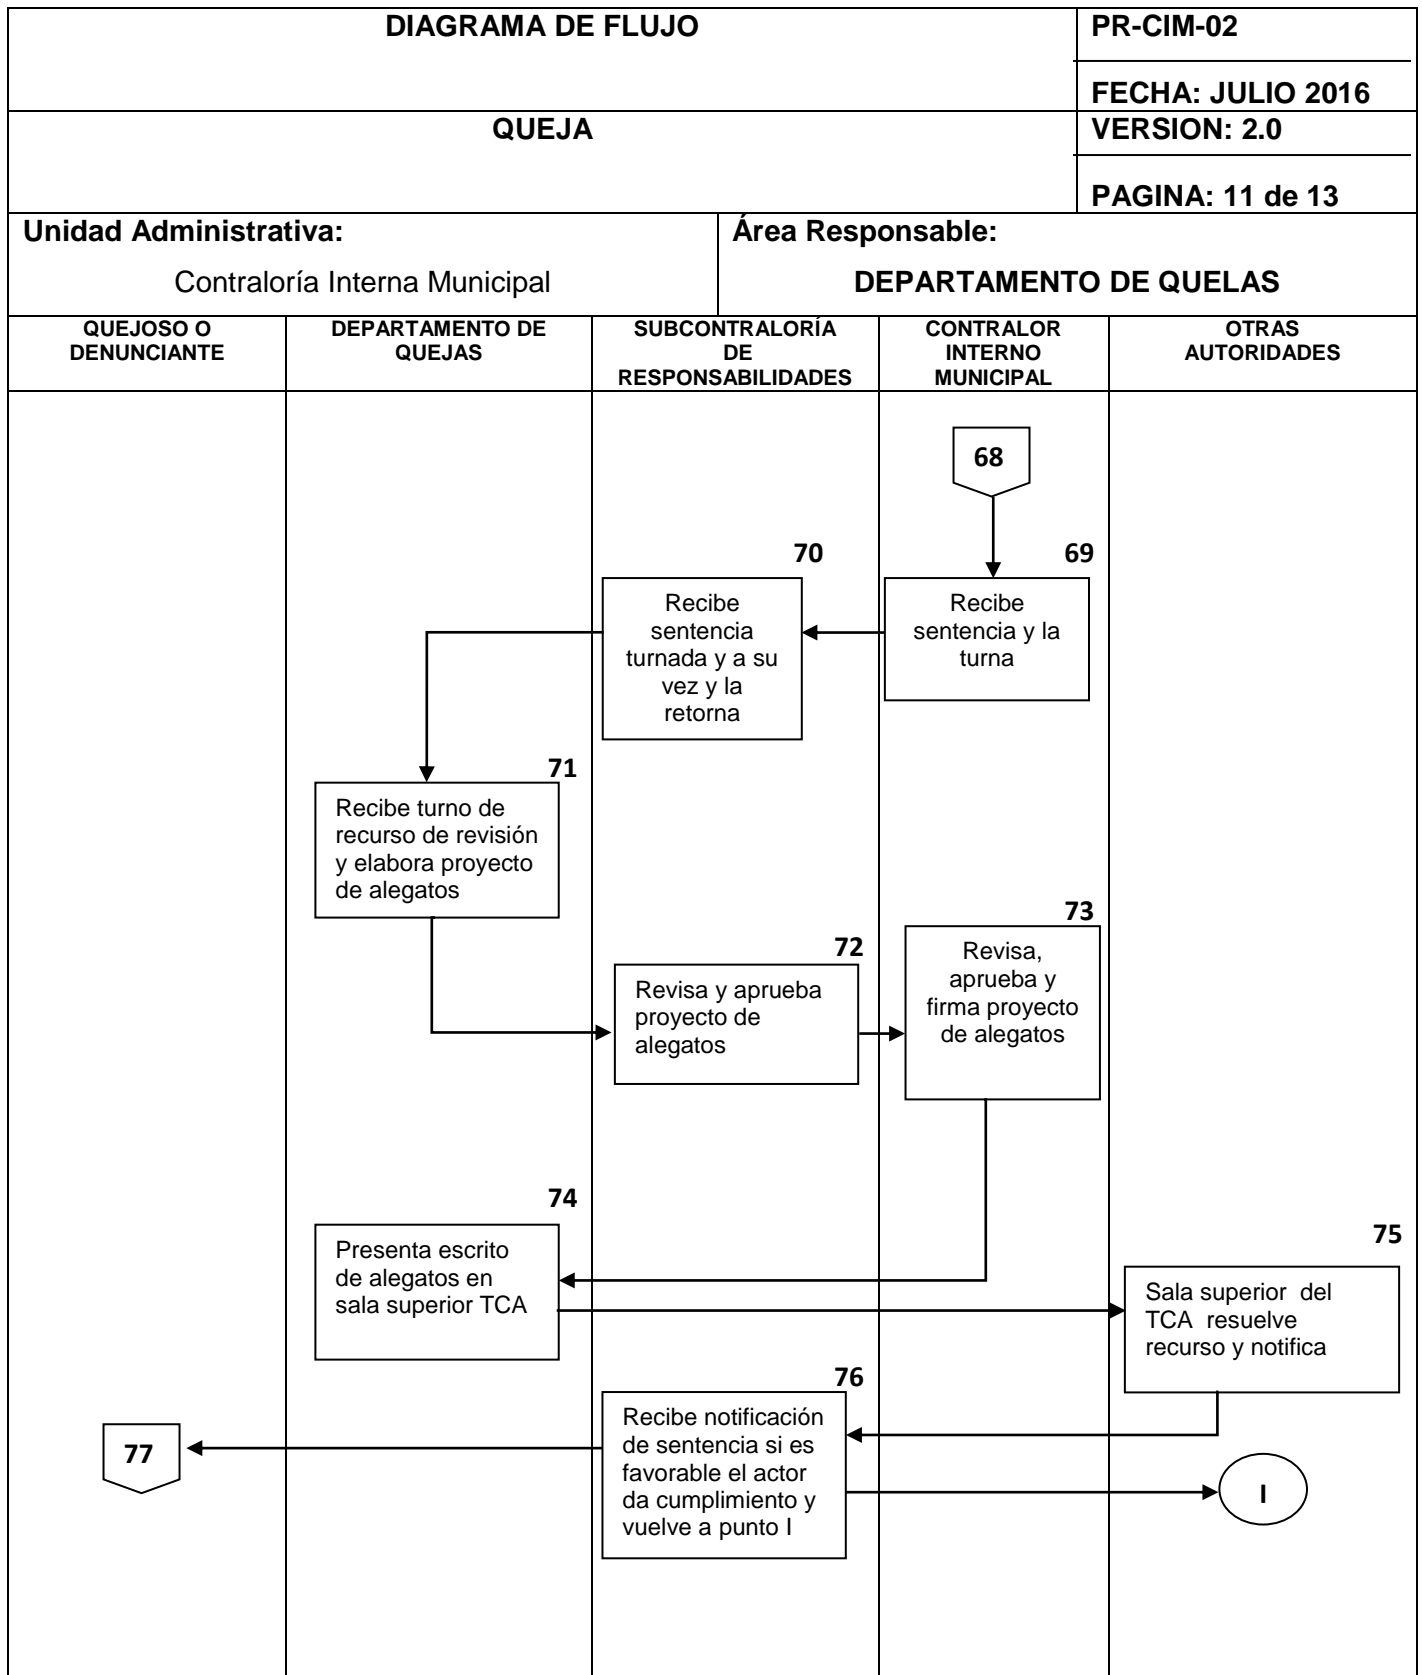 DIAGRAMA DE FLUJO
PR-CIM-02
FECHA: JULIO 2016
QUEJA
VERSION: 2.0
PAGINA: 11 de 13
Unidad Administrativa:
Contraloría Interna Municipal
Área Responsable:
DEPARTAMENTO DE QUELAS
QUEJOSO O
DENUNCIANTE
DEPARTAMENTO DE
QUEJAS
SUBCONTRALORÍA
DE
RESPONSABILIDADES
CONTRALOR
INTERNO
MUNICIPAL
OTRAS
AUTORIDADES
68
69
Recibe
sentencia y la
turna
70
Recibe
sentencia
turnada y a su
vez y la
retorna
71
Recibe turno de
recurso de revisión
y elabora proyecto
de alegatos
72
Revisa y aprueba
proyecto de
alegatos
73
Revisa,
aprueba y
firma proyecto
de alegatos
74
Presenta escrito
de alegatos en
sala superior TCA
75
Sala superior  del
TCA  resuelve
recurso y notifica
76
Recibe notificación
de sentencia si es
favorable el actor
da cumplimiento y
vuelve a punto I
77
I